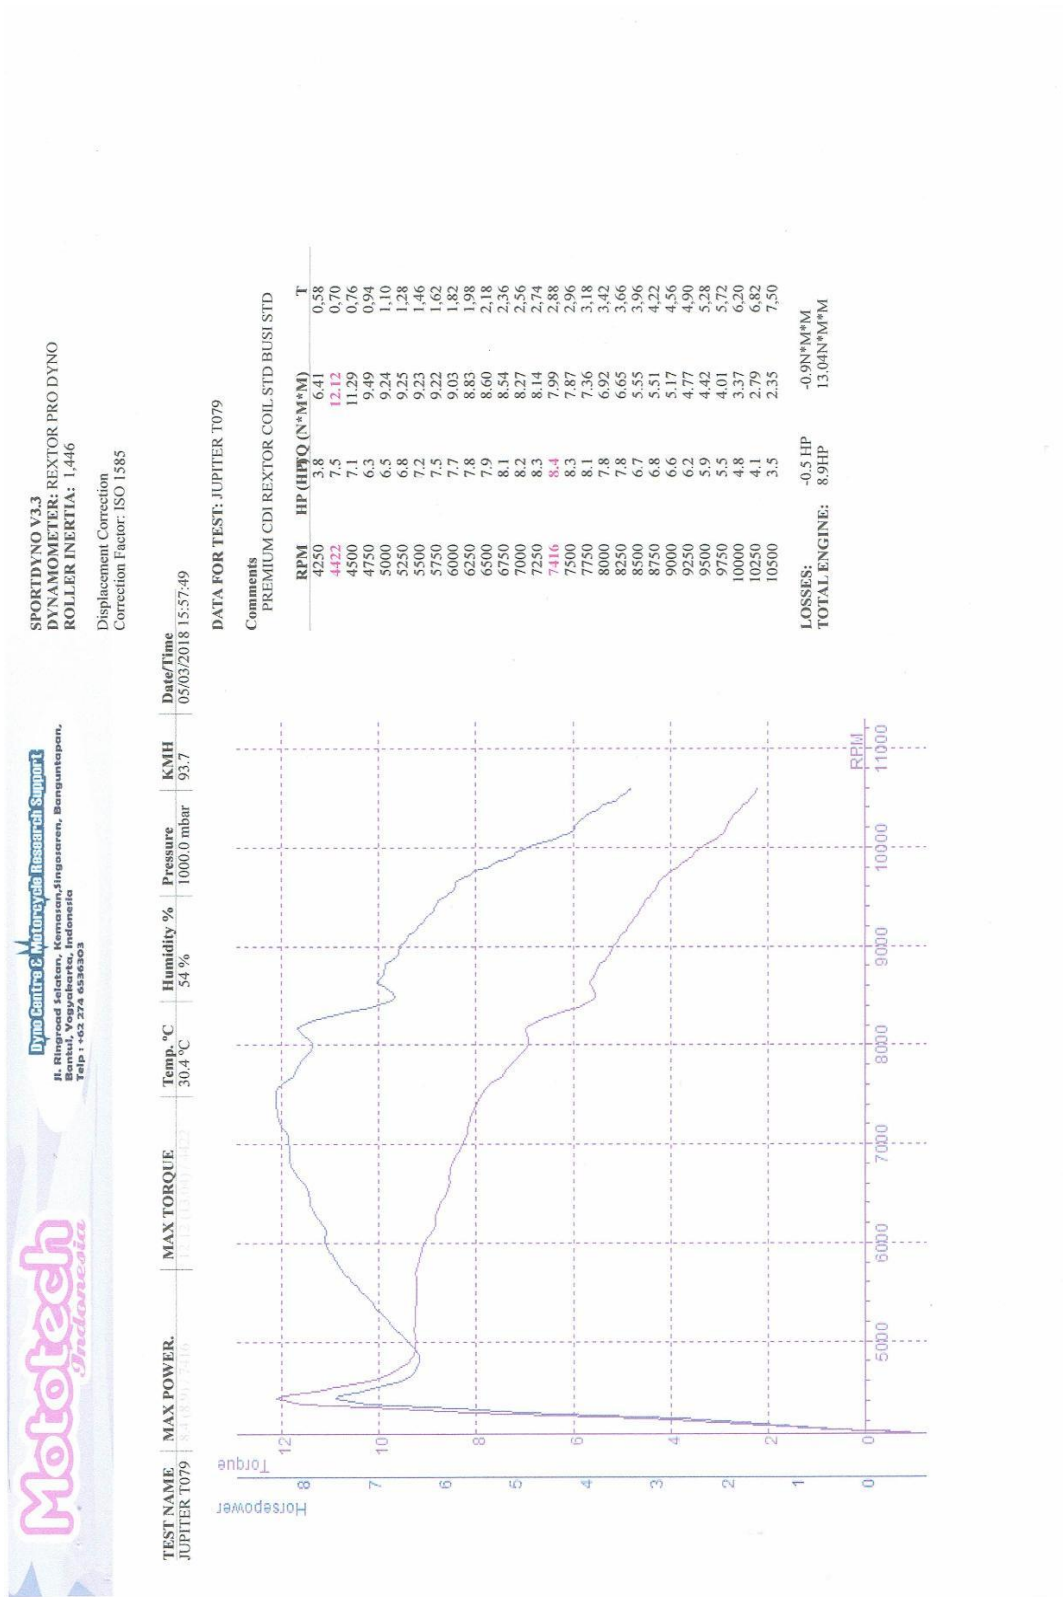 Mototech
Indonesia
Dyno Centre & Motorcycle Research Support
Jl. Ringroad Selatan, Kemasan,Singosaren, Banguntapan,
Bantul, Yogyakarta, Indonesia
Telp : +62 274 6536303
SPORTDYNO V3.3
DYNAMOMETER: REXTOR PRO DYNO
ROLLER INERTIA: 1,446
Displacement Correction
Correction Factor: ISO 1585
TEST NAME MAX POWER. MAX TORQUE Temp. °C Humidity % Pressure KMH Date/Time
JUPITER T079 30.4 °C 54 % 1000.0 mbar 93.7 05/03/2018 15:57:49
DATA FOR TEST: JUPITER T079
Comments
PREMIUM CDI REXTOR COIL STD BUSI STD
RPM HP (HP) TQ (N*M*M) T
4250 3.8 6.41 0,58
4422 7.5 12.12 0,70
4500 7.1 11.29 0,76
4750 6.3 9.49 0,94
5000 6.5 9.24 1,10
5250 6.8 9.25 1,28
5500 7.2 9.23 1,46
5750 7.5 9.22 1,62
6000 7.7 9.03 1,82
6250 7.8 8.83 1,98
6500 7.9 8.60 2,18
6750 8.1 8.54 2,36
7000 8.2 8.27 2,56
7250 8.3 8.14 2,74
7416 8.4 7.99 2,88
7500 8.3 7.87 2,96
7750 8.1 7.36 3,18
8000 7.8 6.92 3,42
8250 7.8 6.65 3,66
8500 6.7 5.55 3,96
8750 6.8 5.51 4,22
9000 6.6 5.17 4,56
9250 6.2 4.77 4,90
9500 5.9 4.42 5,28
9750 5.5 4.01 5,72
10000 4.8 3.37 6,20
10250 4.1 2.79 6,82
10500 3.5 2.35 7,50
LOSSES: -0.5 HP -0.9N*M*M
TOTAL ENGINE: 8.9HP 13.04N*M*M
Horsepower
8
7
6
5
4
3
2
1
0
Torque
12
10
8
6
4
2
0
5000 6000 7000 8000 9000 10000 11000
RPM